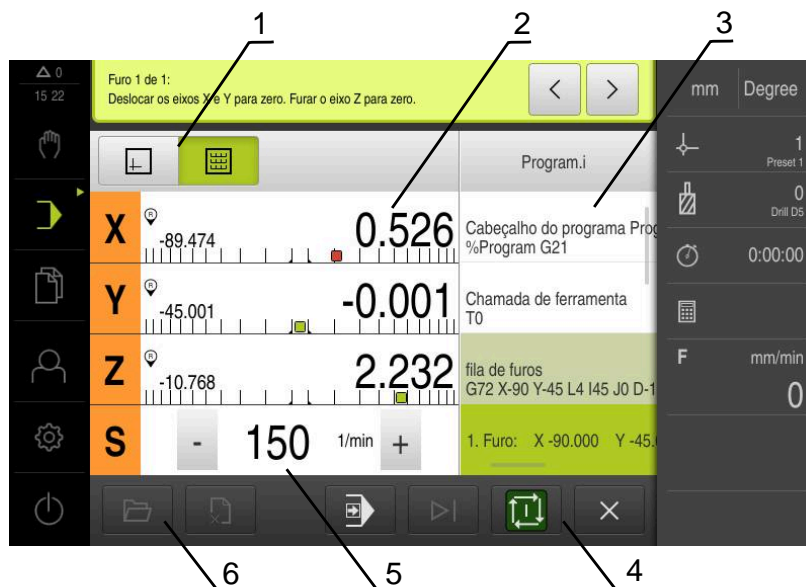 1
2
3
0
15 22
Furo 1 de 1:
Deslocar os eixos X e Y para zero. Furar o eixo Z para zero.
mm
Degree
1
Preset 1
0
Drill D5
0:00:00
F
mm/min
0
Program.i
X
R
-89.474
0.526
Cabeçalho do programa Prog
%Program G21
Y
R
-45.001
-0.001
Chamada de ferramenta
T0
Z
R
-10.768
2.232
fila de furos
G72 X-90 Y-45 L4 I45 J0 D-1
S
-
150
1/min
+
1. Furo: X -90.000 Y -45.
6
5
4